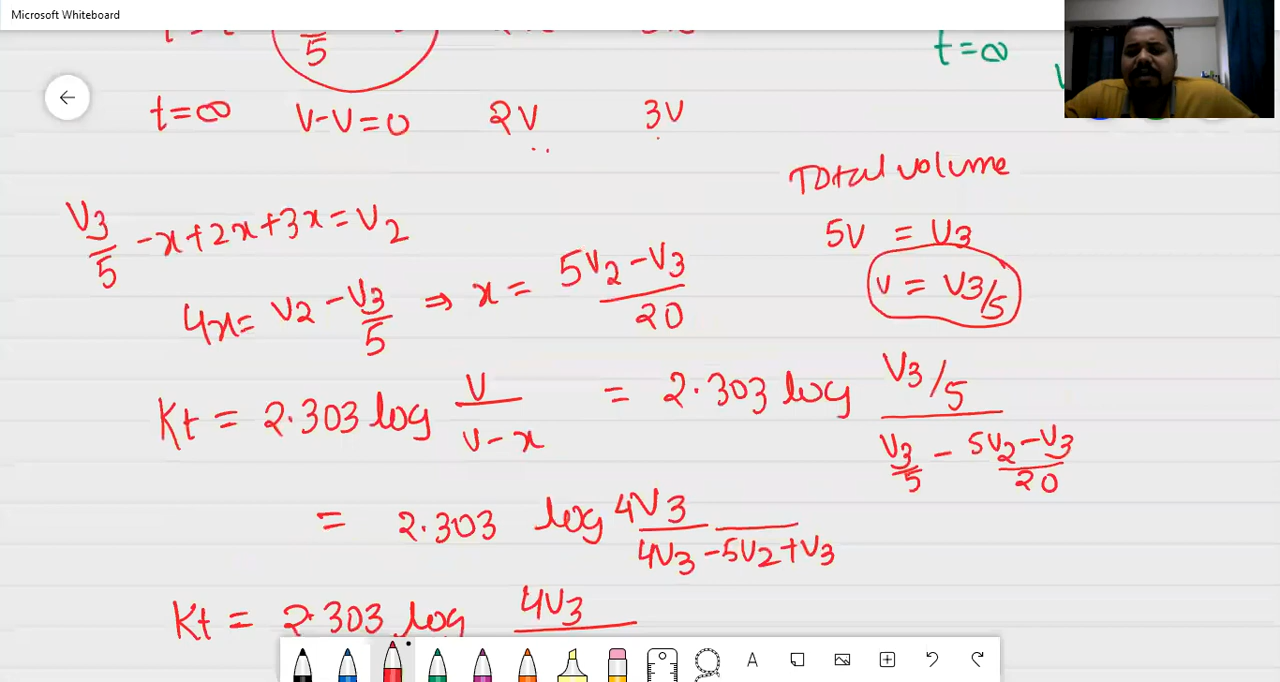 Microsoft Whiteboard
5
t=∞
t=∞ V-V=0 2V 3V
Total volume
V3/5 -x+2x+3x=V2
5V = V3
V = V3/5
4x= V2 - V3/5 ⇒ x = (5V2-V3)/20
Kt = 2.303 log V/(V-x) = 2.303 log (V3/5)/(V3/5 - (5V2-V3)/20)
= 2.303 log 4V3/(4V3-5V2+V3)
Kt = 2.303 log 4V3
A